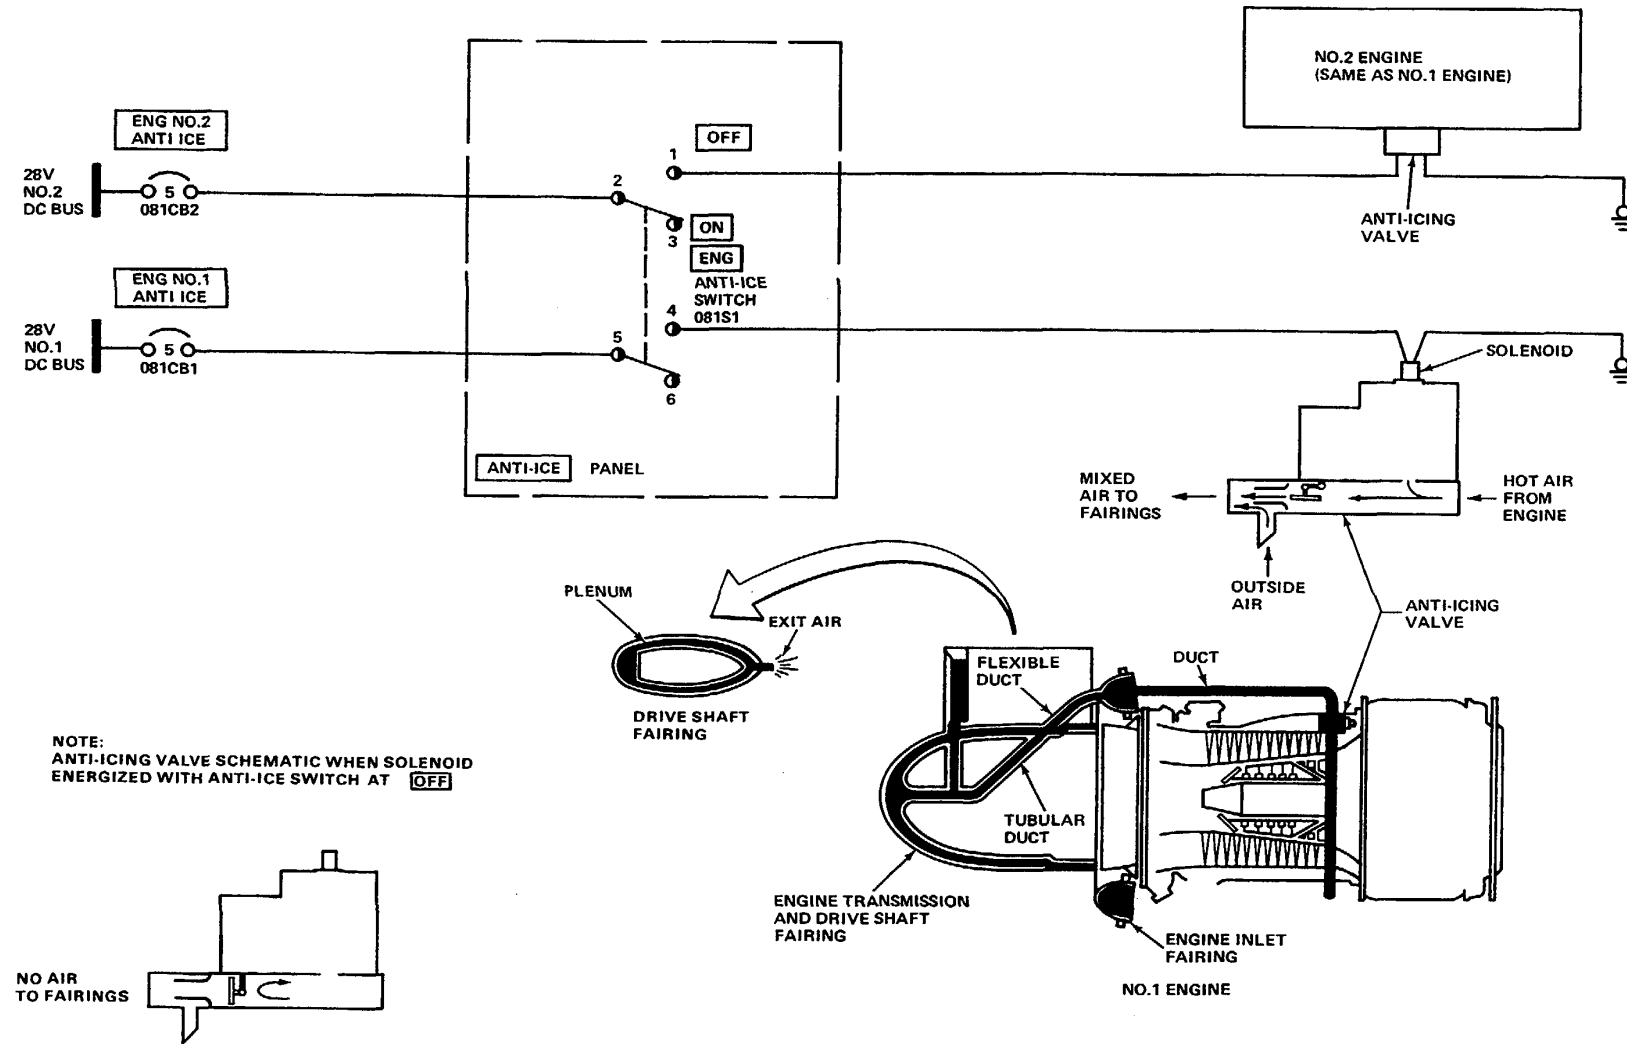 NO.2 ENGINE
(SAME AS NO.1 ENGINE)
ENG NO.2
ANTI ICE
OFF
1
28V
NO.2
DC BUS
5
081CB2
2
3
ON
ANTI-ICING
VALVE
ENG
ANTI-ICE
SWITCH
081S1
ENG NO.1
ANTI ICE
4
28V
NO.1
DC BUS
5
081CB1
5
6
SOLENOID
ANTI-ICE
PANEL
MIXED
AIR TO
FAIRINGS
HOT AIR
FROM
ENGINE
OUTSIDE
AIR
ANTI-ICING
VALVE
PLENUM
EXIT AIR
DRIVE SHAFT
FAIRING
FLEXIBLE
DUCT
DUCT
NOTE:
ANTI-ICING VALVE SCHEMATIC WHEN SOLENOID
ENERGIZED WITH ANTI-ICE SWITCH AT OFF
TUBULAR
DUCT
ENGINE TRANSMISSION
AND DRIVE SHAFT
FAIRING
ENGINE INLET
FAIRING
NO.1 ENGINE
NO AIR
TO FAIRINGS